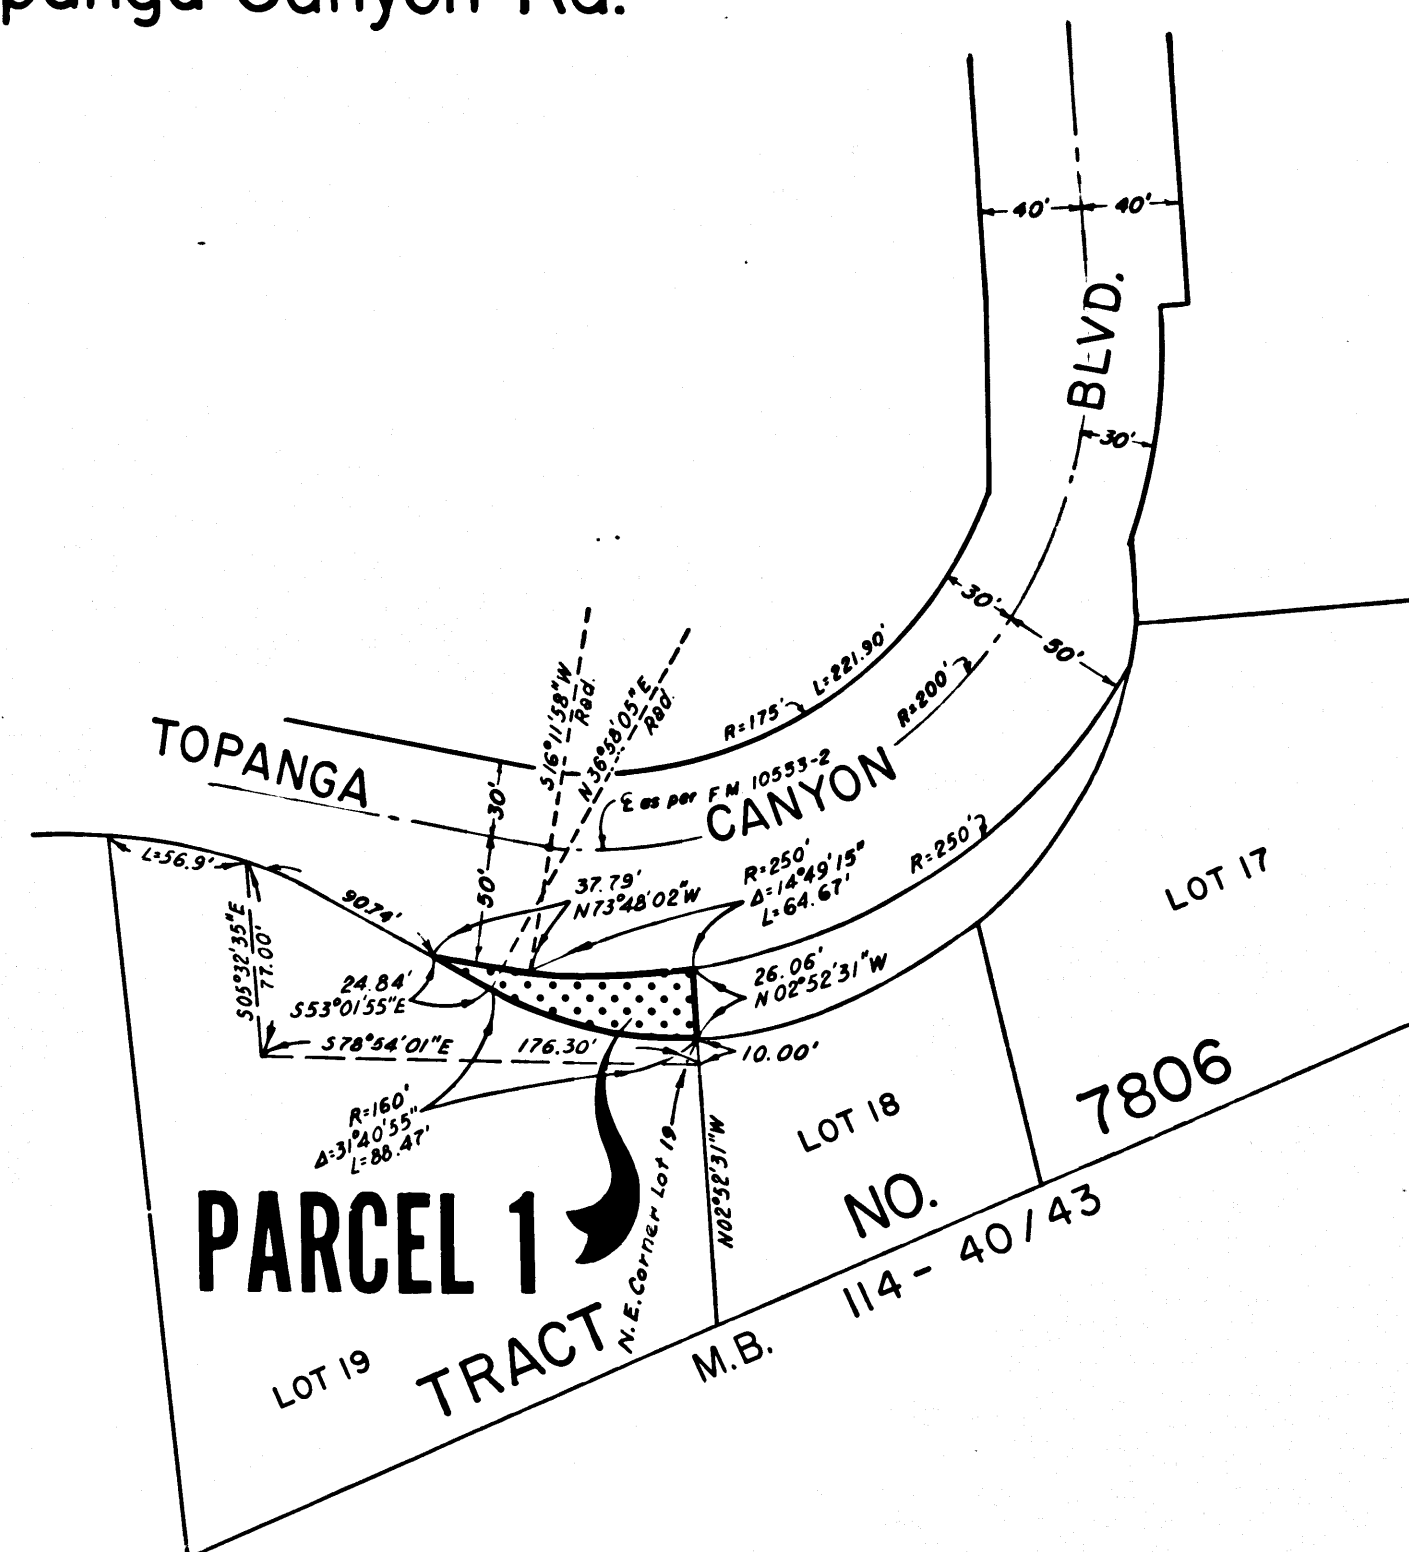 40'
40'
BLVD.
30'
30'
50'
L=221.90'
R=175'
R=200'
S16°11'58"W
Rad.
N36°58'05"E
Rad.
TOPANGA
30'
℄ as per F M 10553-2
CANYON
L=56.9'
90.74'
50'
37.79'
N73°48'02"W
R=250'
Δ=14°49'15"
L=64.67'
R=250'
LOT 17
S05°32'35"E
77.00'
24.84'
S53°01'55"E
26.06'
N02°52'31"W
S78°54'01"E 176.30'
10.00'
R=160'
Δ=31°40'55"
L=88.47'
7806
LOT 18
N02°52'31"W
N.E. Corner Lot 19
PARCEL 1
NO.
TRACT
LOT 19
M.B. 114-40/43
Canyon Rd.